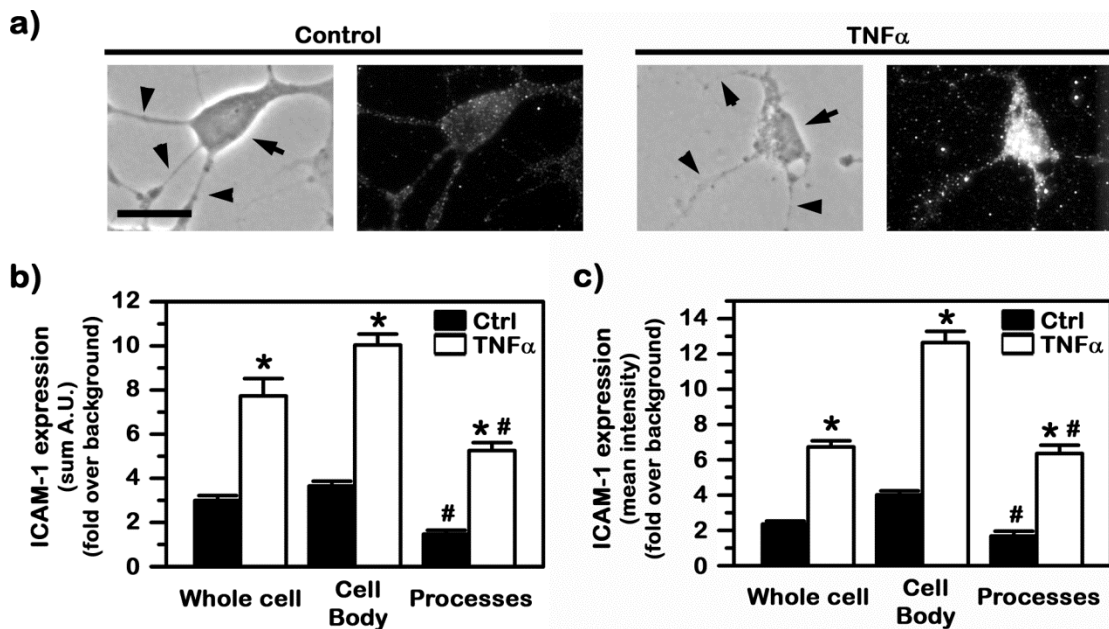 a)
Control
TNFα
b)
ICAM-1 expression
(sum A.U.)
(fold over background)
12
10
8
6
4
2
0
Ctrl
TNFα
*
*
#
* #
Whole cell
Cell
Body
Processes
c)
ICAM-1 expression
(mean intensity)
(fold over background)
14
12
10
8
6
4
2
0
Ctrl
TNFα
*
*
#
* #
Whole cell
Cell
Body
Processes